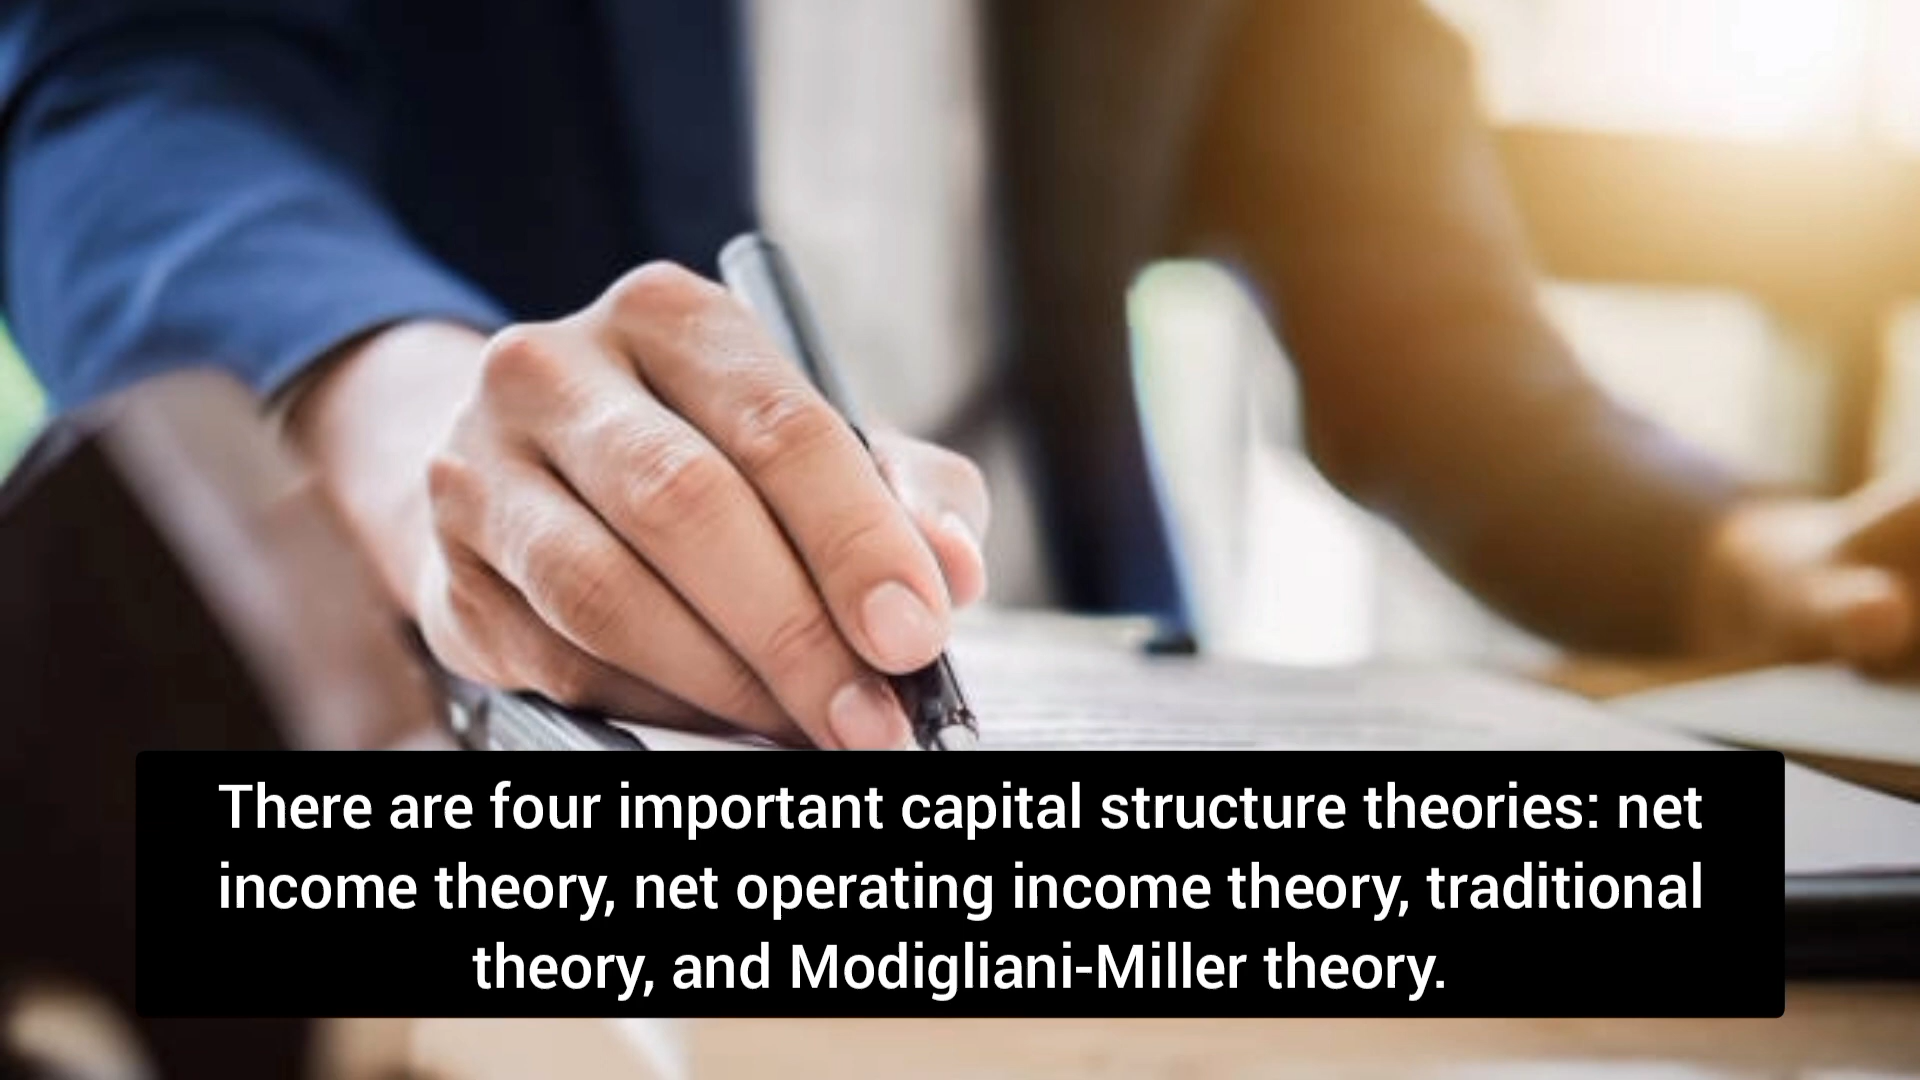 There are four important capital structure theories: net
income theory, net operating income theory, traditional
theory, and Modigliani-Miller theory.